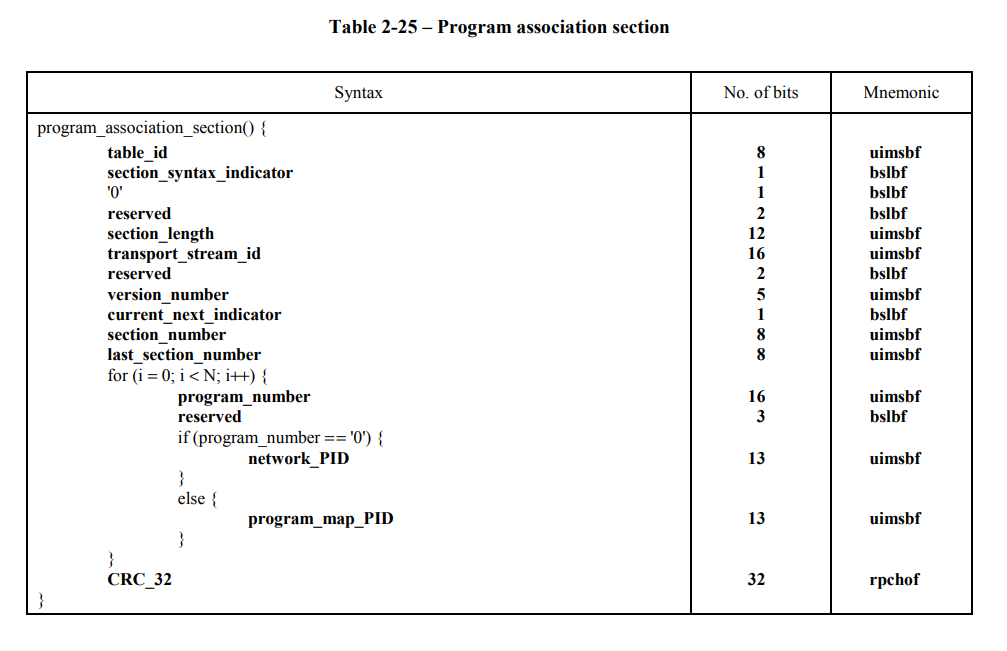 Table 2-25 – Program association section
Syntax No. of bits Mnemonic
program_association_section() {
table_id 8 uimsbf
section_syntax_indicator 1 bslbf
'0' 1 bslbf
reserved 2 bslbf
section_length 12 uimsbf
transport_stream_id 16 uimsbf
reserved 2 bslbf
version_number 5 uimsbf
current_next_indicator 1 bslbf
section_number 8 uimsbf
last_section_number 8 uimsbf
for (i = 0; i < N; i++) {
program_number 16 uimsbf
reserved 3 bslbf
if (program_number == '0') {
network_PID 13 uimsbf
}
else {
program_map_PID 13 uimsbf
}
}
CRC_32 32 rpchof
}